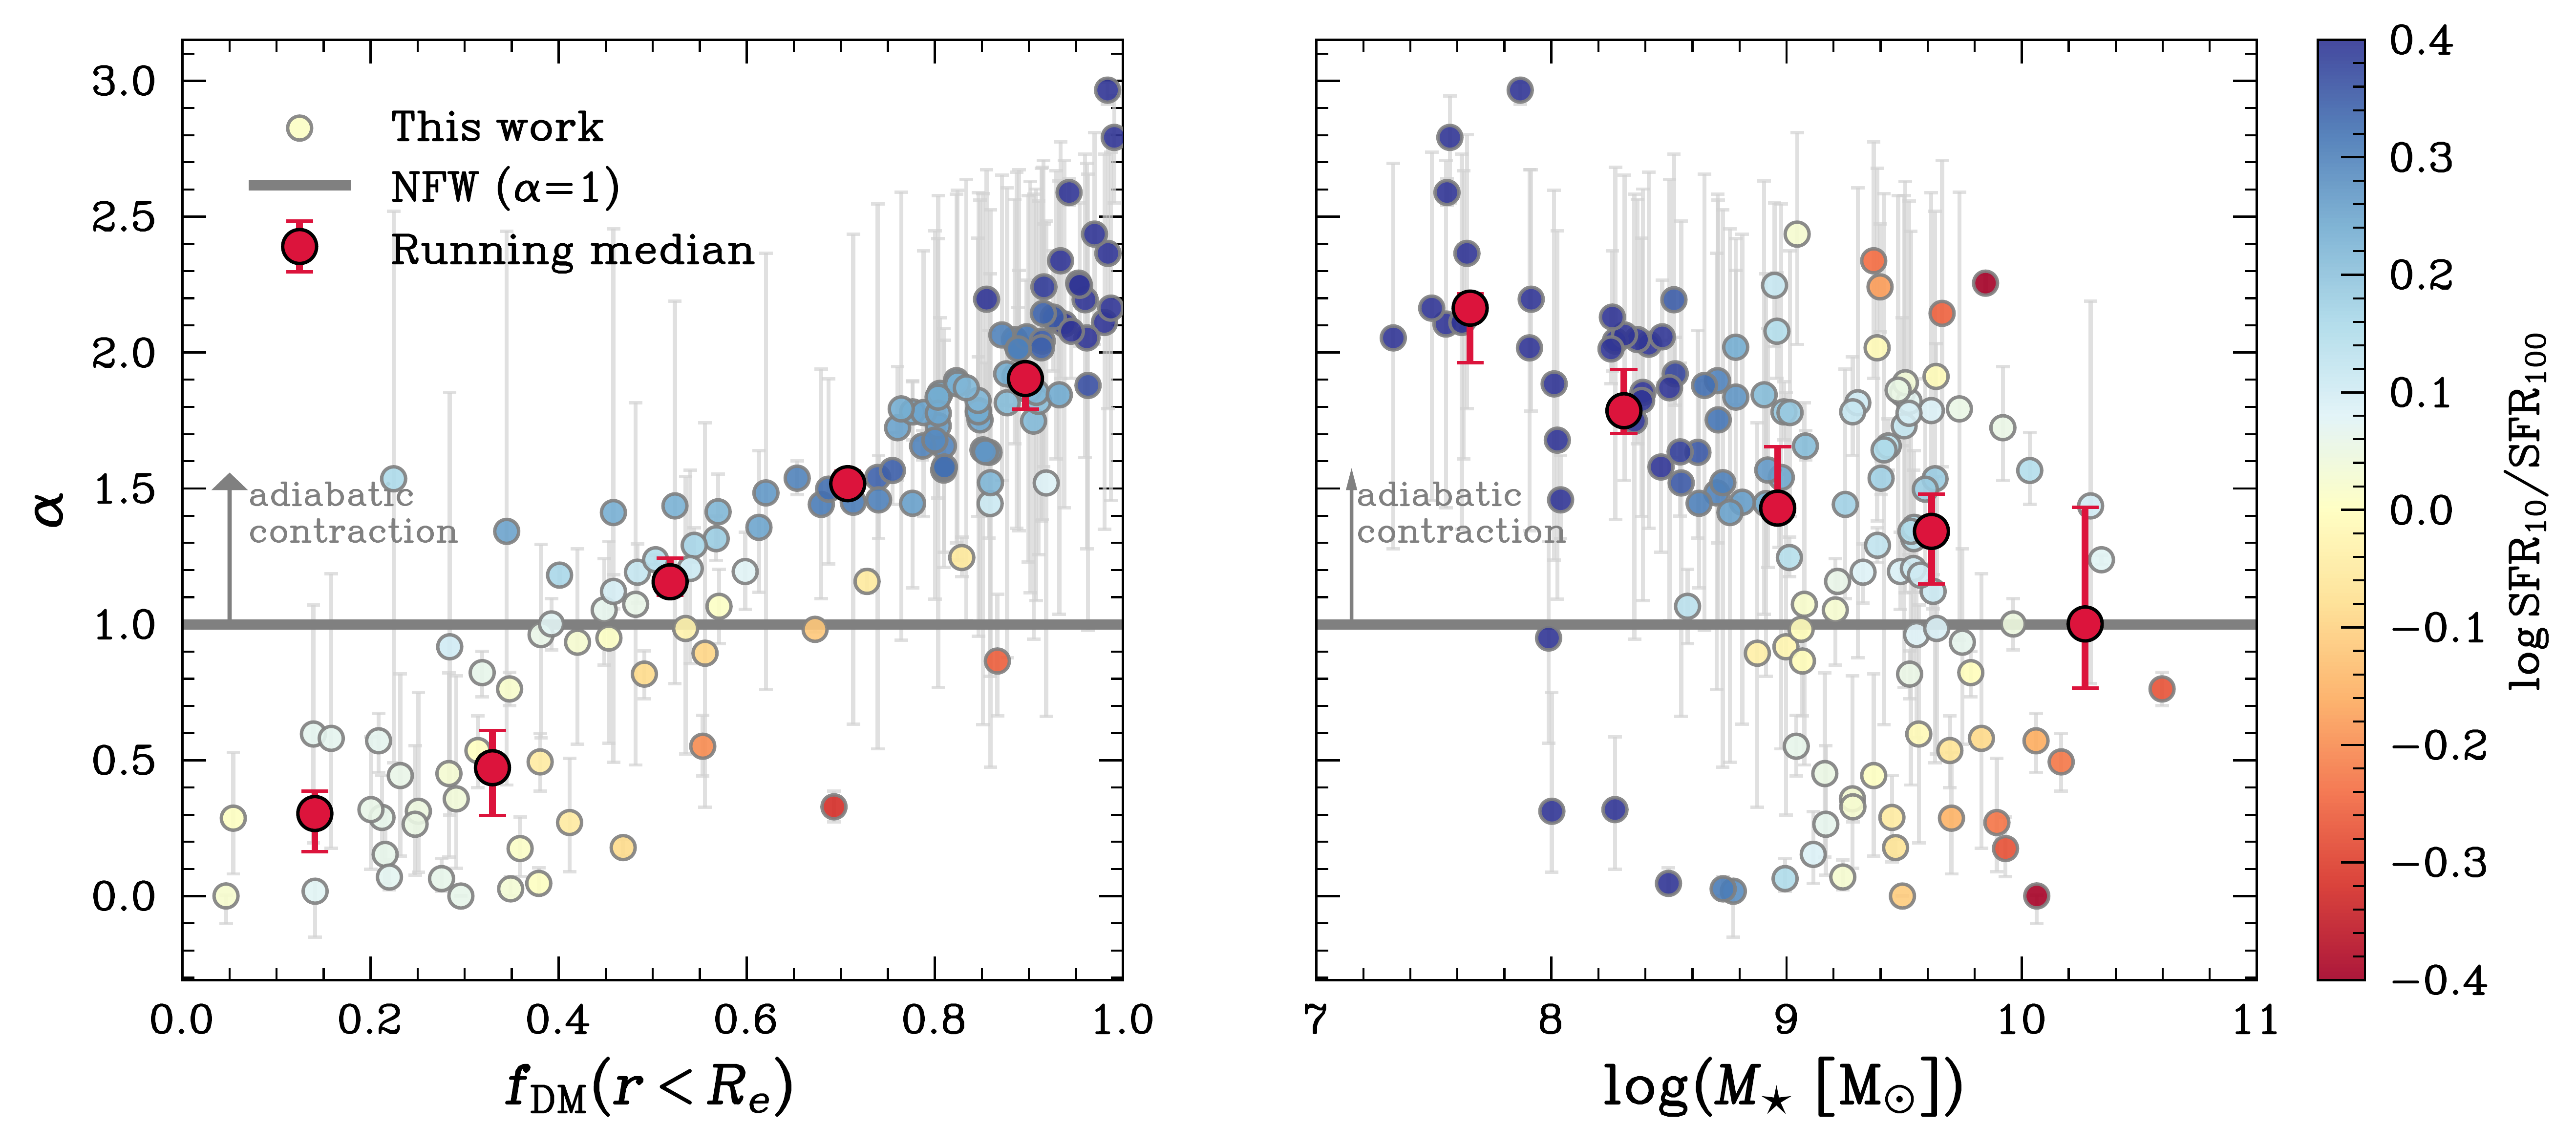 This work
NFW (α=1)
Running median
adiabatic
contraction
α
3.0
2.5
2.0
1.5
1.0
0.5
0.0
0.0
0.2
0.4
0.6
0.8
1.0
f_DM(r < R_e)
adiabatic
contraction
7
8
9
10
11
log(M_★ [M_⊙])
0.4
0.3
0.2
0.1
0.0
−0.1
−0.2
−0.3
−0.4
log SFR₁₀/SFR₁₀₀